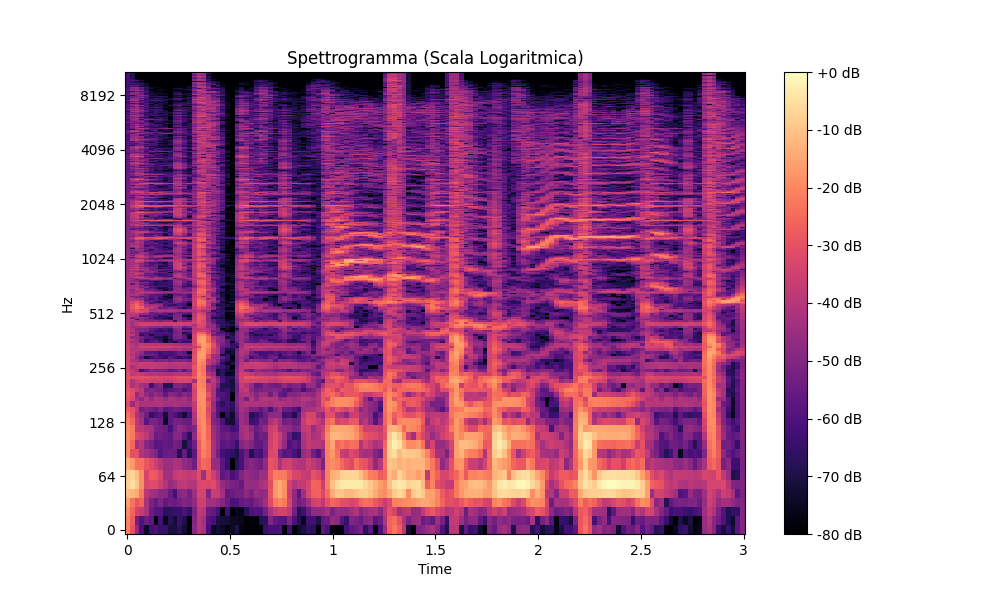 Spettrogramma (Scala Logaritmica)
Hz
8192
4096
2048
1024
512
256
128
64
0
0
0.5
1
1.5
2
2.5
3
Time
+0 dB
-10 dB
-20 dB
-30 dB
-40 dB
-50 dB
-60 dB
-70 dB
-80 dB